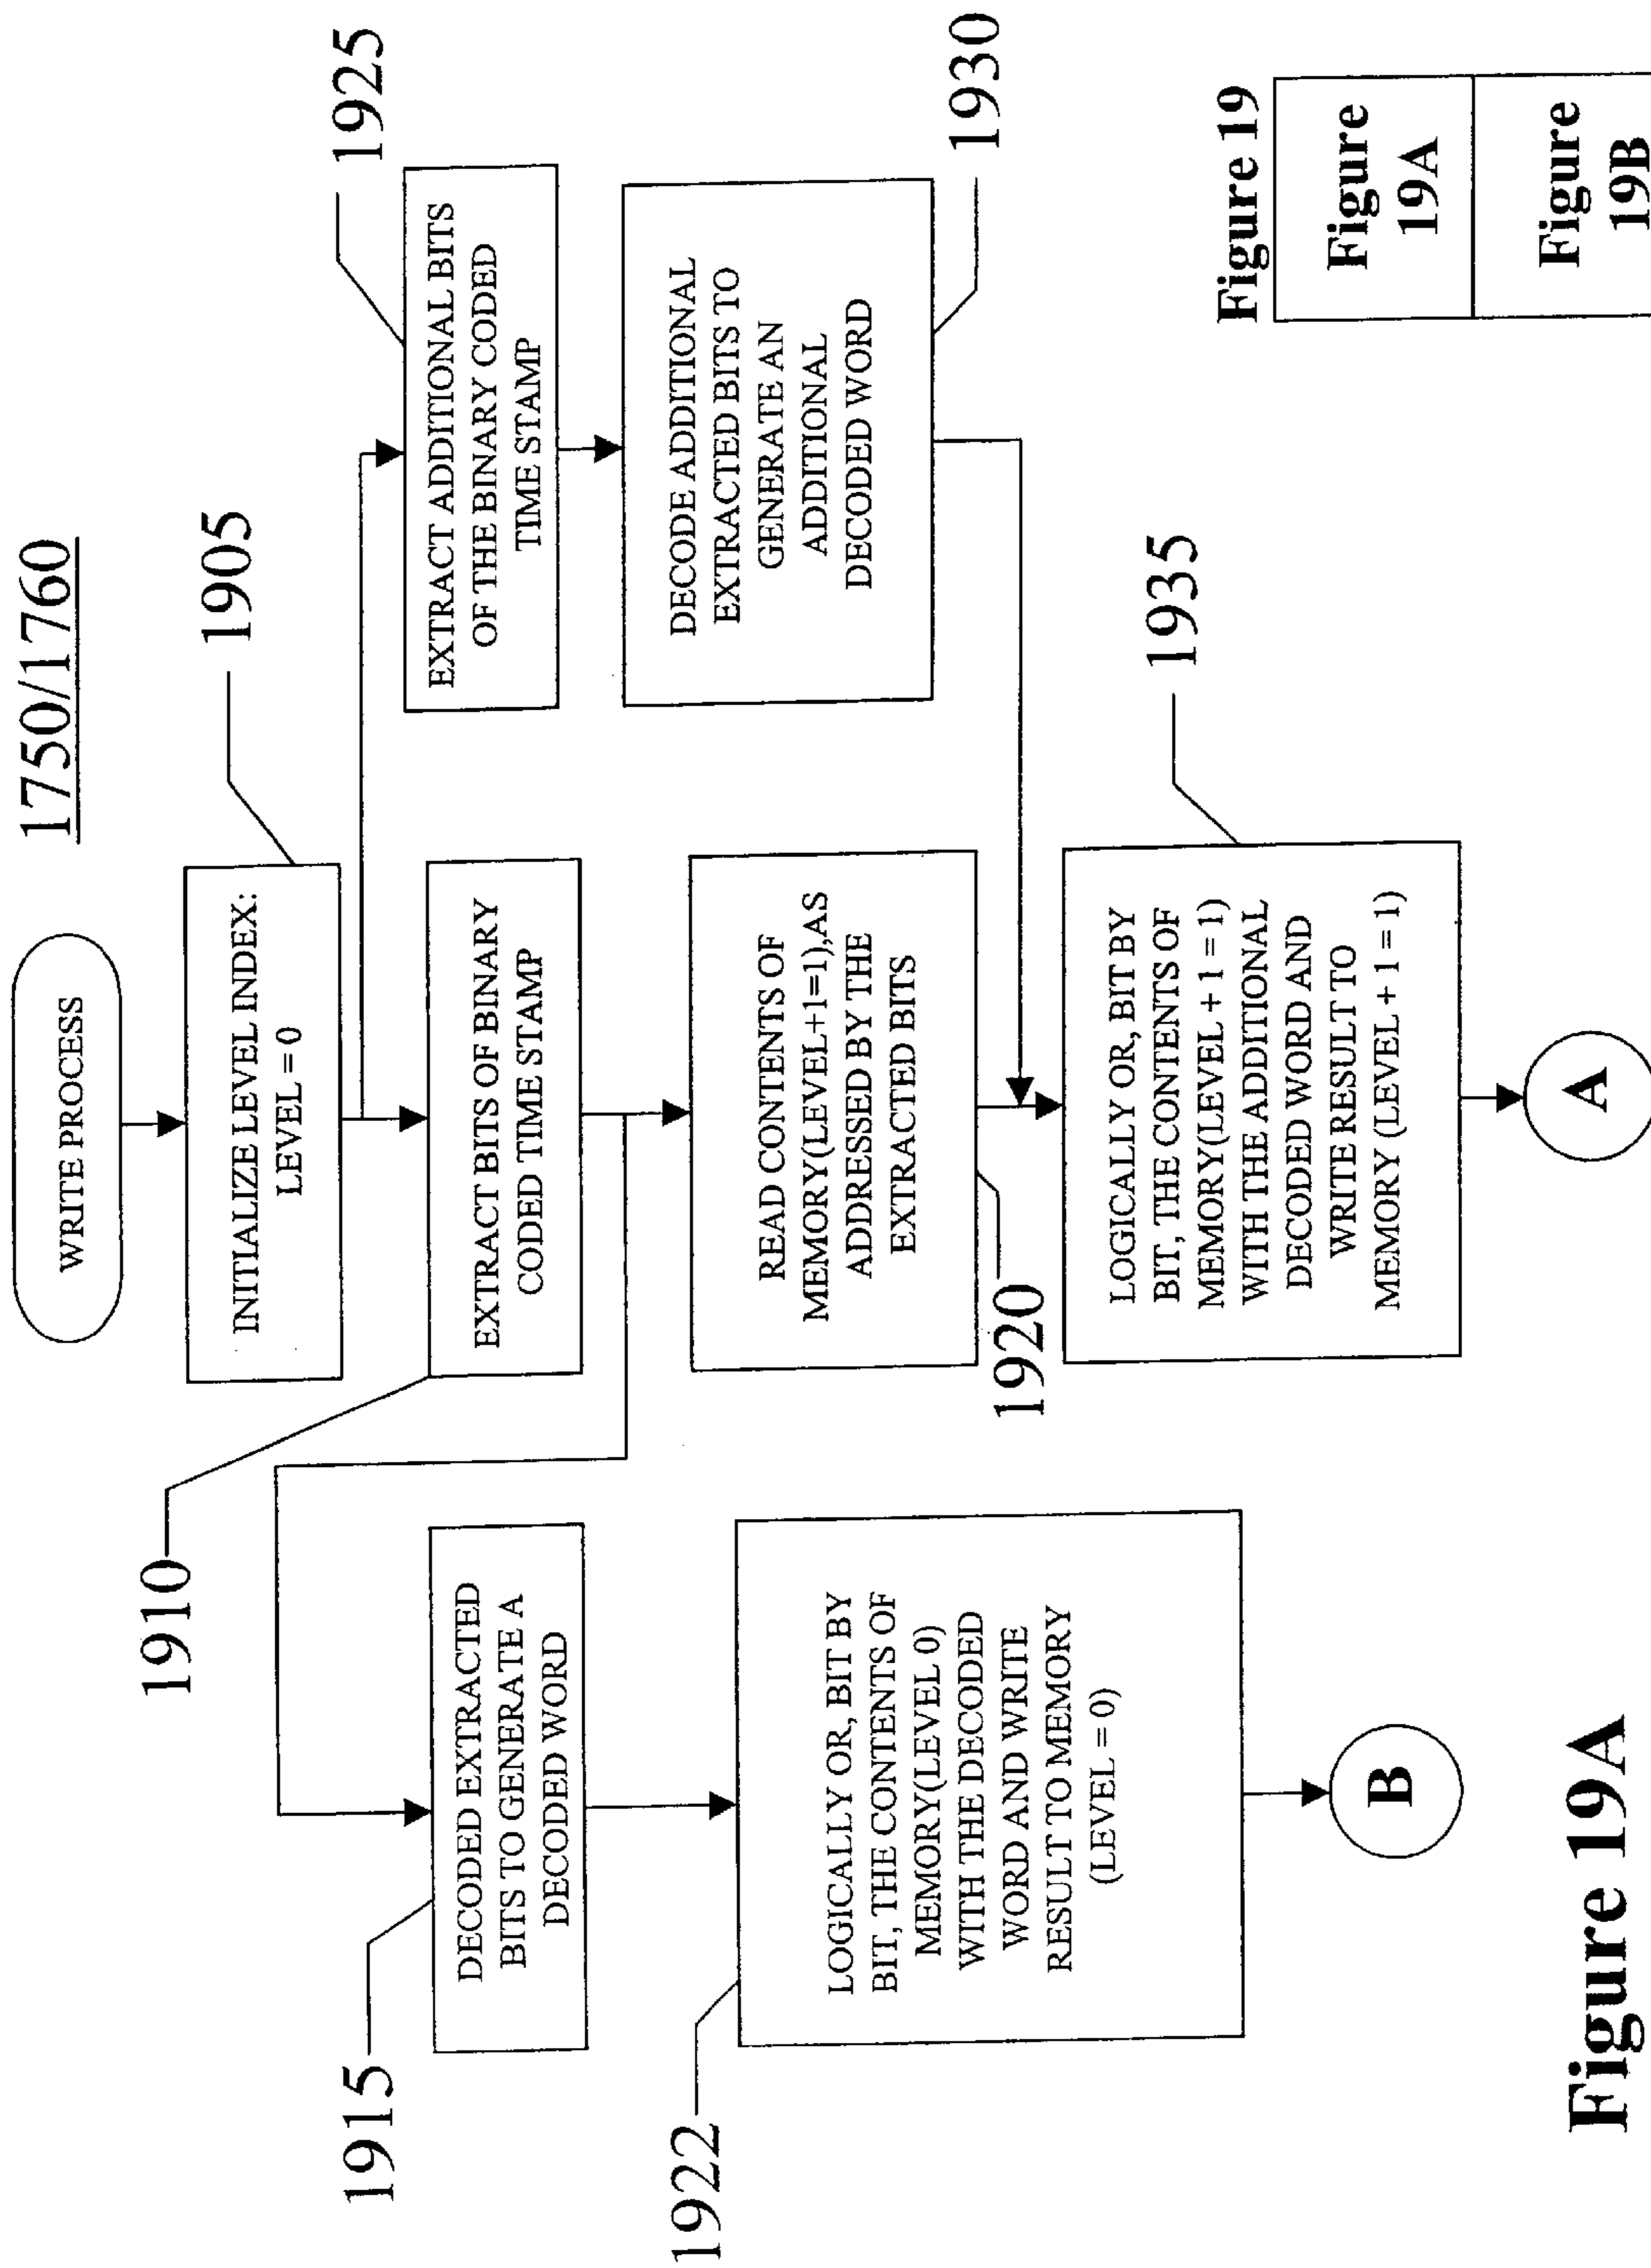 1750/1760
WRITE PROCESS
1905
INITIALIZE LEVEL INDEX:
LEVEL = 0
1910
EXTRACT BITS OF BINARY
CODED TIME STAMP
1925
EXTRACT ADDITIONAL BITS
OF THE BINARY CODED
TIME STAMP
1915
DECODED EXTRACTED
BITS TO GENERATE A
DECODED WORD
READ CONTENTS OF
MEMORY(LEVEL+1=1),AS
ADDRESSED BY THE
EXTRACTED BITS
1920
DECODE ADDITIONAL
EXTRACTED BITS TO
GENERATE AN
ADDITIONAL
DECODED WORD
1930
1922
LOGICALLY OR, BIT BY
BIT, THE CONTENTS OF
MEMORY(LEVEL 0)
WITH THE DECODED
WORD AND WRITE
RESULT TO MEMORY
(LEVEL = 0)
1935
LOGICALLY OR, BIT BY
BIT, THE CONTENTS OF
MEMORY(LEVEL + 1 = 1)
WITH THE ADDITIONAL
DECODED WORD AND
WRITE RESULT TO
MEMORY (LEVEL + 1 = 1)
B
A
Figure 19
Figure
19A
Figure
19B
Figure 19A